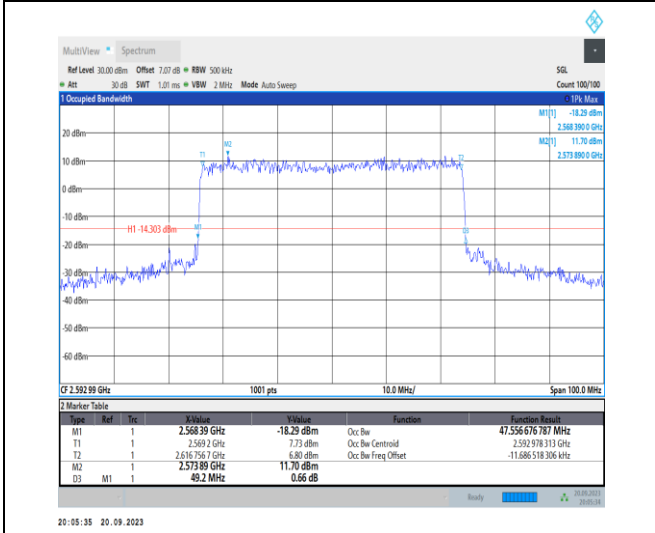 MultiView Spectrum
Ref Level 30.00 dBm Offset 7.07 dB RBW 500 kHz SGL
Att 30 dB SWT 1.01 ms VBW 2 MHz Mode Auto Sweep Count 100/100
1 Occupied Bandwidth 1Pk Max
M1[1] -18.29 dBm
2.568 390 0 GHz
M2[1] 11.70 dBm
2.573 890 0 GHz
20 dBm
M2
T1
T2
10 dBm
0 dBm
-10 dBm
H1 -14.303 dBm
M1
D3
-20 dBm
-30 dBm
-40 dBm
-50 dBm
-60 dBm
CF 2.592 99 GHz 1001 pts 10.0 MHz/ Span 100.0 MHz
2 Marker Table
Type Ref Trc X-Value Y-Value Function Function Result
M1 1 2.568 39 GHz -18.29 dBm Occ Bw 47.556 676 787 MHz
T1 1 2.569 2 GHz 7.73 dBm Occ Bw Centroid 2.592 978 313 GHz
T2 1 2.616 756 7 GHz 6.80 dBm Occ Bw Freq Offset -11.686 518 306 kHz
M2 1 2.573 89 GHz 11.70 dBm
D3 M1 1 49.2 MHz 0.66 dB
Ready 20.09.2023
20:05:34
20:05:35 20.09.2023